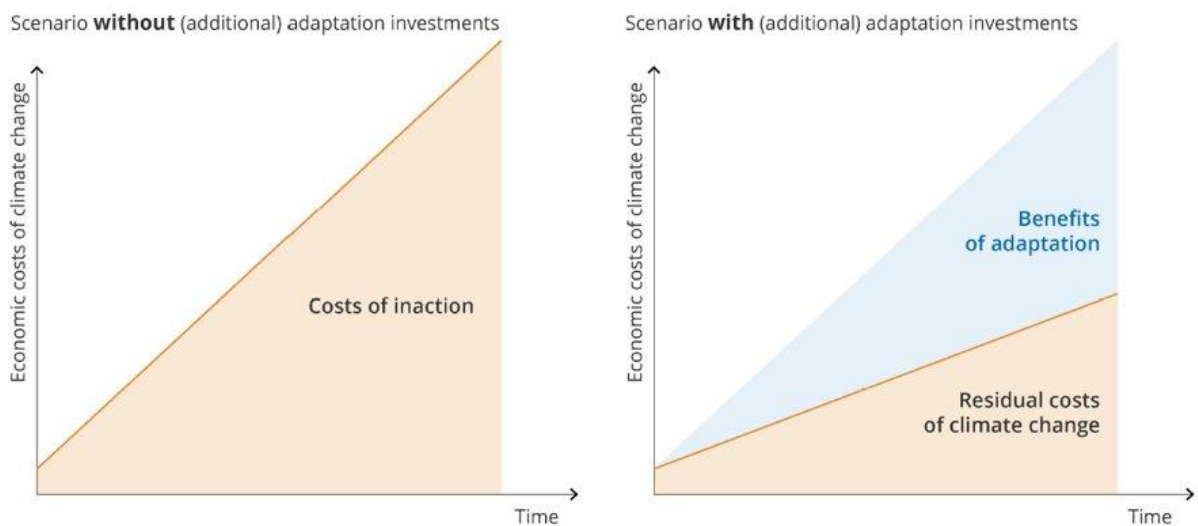 Scenario without (additional) adaptation investments
Economic costs of climate change
Costs of inaction
Time
Scenario with (additional) adaptation investments
Economic costs of climate change
Benefits
of adaptation
Residual costs
of climate change
Time